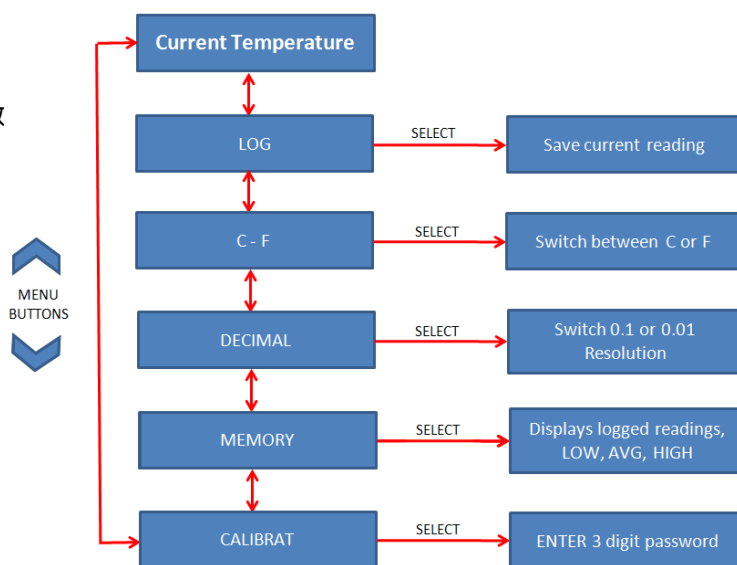 Current Temperature
LOG
SELECT
Save current reading
C - F
SELECT
Switch between C or F
MENU
BUTTONS
DECIMAL
SELECT
Switch 0.1 or 0.01
Resolution
MEMORY
SELECT
Displays logged readings,
LOW, AVG, HIGH
CALIBRAT
SELECT
ENTER 3 digit password